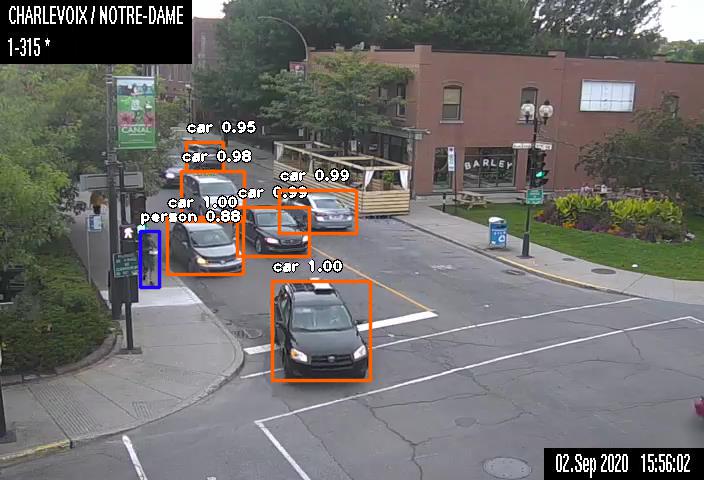 CHARLEVOIX / NOTRE-DAME
1-315 *
CANAL
car 0.95
car 0.98
car 0.99
car 0.99
car 1.00
person 0.88
BARLEY
car 1.00
02.Sep 2020 15:56:02